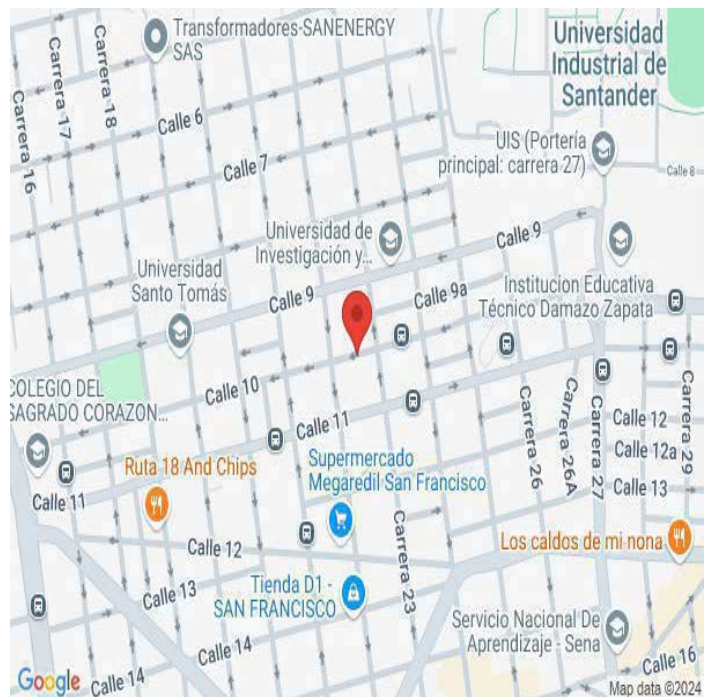 Transformadores-SANENERGY
SAS
Universidad
Industrial de
Santander
Carrera 18
Carrera 17
Carrera 16
Calle 6
UIS (Portería
principal: carrera 27)
Calle 7
Calle 8
Universidad de
Investigación y...
Calle 9
Universidad
Santo Tomás
Calle 9
Calle 9a
Institucion Educativa
Técnico Damazo Zapata
COLEGIO DEL
SAGRADO CORAZON...
Calle 10
Calle 11
Carrera 26
Carrera 26A
Carrera 27
Carrera 29
Calle 12
Calle 12a
Calle 13
Ruta 18 And Chips
Supermercado
Megaredil San Francisco
Calle 11
Calle 12
Carrera 23
Los caldos de mi nona
Calle 13
Tienda D1 -
SAN FRANCISCO
Servicio Nacional De
Aprendizaje - Sena
Calle 14
Calle 14
Calle 16
Google
Map data ©2024